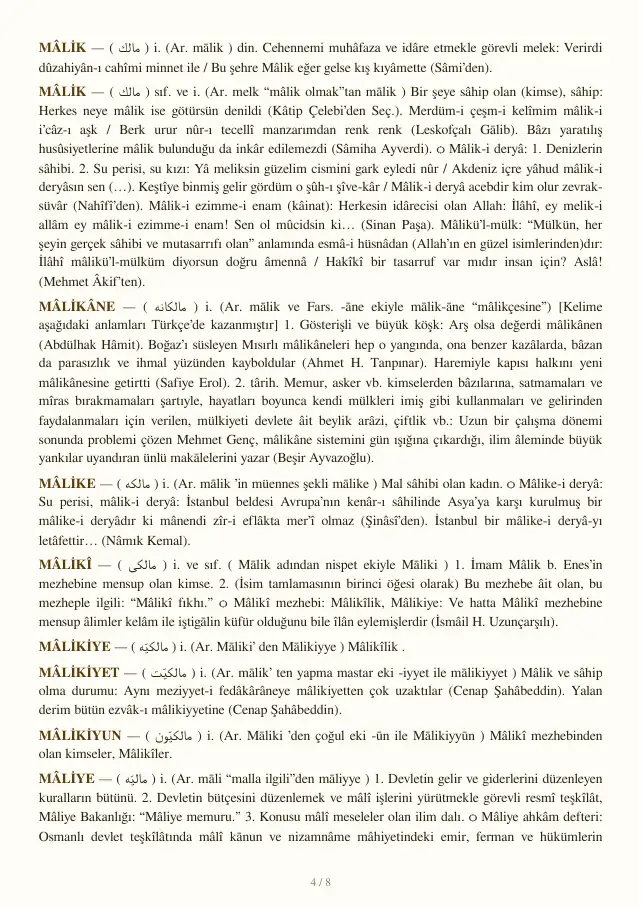 MÂLİK — ( مالك ) i. (Ar. mālik ) din. Cehennemi muhâfaza ve idâre etmekle görevli melek: Verirdi
dûzahiyân-ı cahîmi minnet ile / Bu şehre Mâlik eğer gelse kış kıyâmette (Sâmi’den).
MÂLİK — ( مالك ) sıf. ve i. (Ar. melk “mâlik olmak”tan mālik ) Bir şeye sâhip olan (kimse), sâhip:
Herkes neye mâlik ise götürsün denildi (Kâtip Çelebi’den Seç.). Merdüm-i çeşm-i kelîmim mâlik-i
i’câz-ı aşk / Berk urur nûr-ı tecellî manzarımdan renk renk (Leskofçalı Gālib). Bâzı yaratılış
husûsiyetlerine mâlik bulunduğu da inkâr edilemezdi (Sâmiha Ayverdi). ѻ Mâlik-i deryâ: 1. Denizlerin
sâhibi. 2. Su perisi, su kızı: Yâ meliksin güzelim cismini gark eyledi nûr / Akdeniz içre yâhud mâlik-i
deryâsın sen (…). Keştîye binmiş gelir gördüm o şûh-ı şîve-kâr / Mâlik-i deryâ acebdir kim olur zevrak-
süvâr (Nahîfî’den). Mâlik-i ezimme-i enam (kâinat): Herkesin idârecisi olan Allah: İlâhî, ey melik-i
allâm ey mâlik-i ezimme-i enam! Sen ol mûcidsin ki… (Sinan Paşa). Mâlikü’l-mülk: “Mülkün, her
şeyin gerçek sâhibi ve mutasarrıfı olan” anlamında esmâ-i hüsnâdan (Allah’ın en güzel isimlerinden)dır:
İlâhî mâlikü’l-mülküm diyorsun doğru âmennâ / Hakîkî bir tasarruf var mıdır insan için? Aslâ!
(Mehmet Âkif’ten).
MÂLİKÂNE — ( مالكانه ) i. (Ar. mālik ve Fars. -āne ekiyle mālik-āne “mâlikçesine”) [Kelime
aşağıdaki anlamları Türkçe’de kazanmıştır] 1. Gösterişli ve büyük köşk: Arş olsa değerdi mâlikânen
(Abdülhak Hâmit). Boğaz’ı süsleyen Mısırlı mâlikâneleri hep o yangında, ona benzer kazâlarda, bâzan
da parasızlık ve ihmal yüzünden kayboldular (Ahmet H. Tanpınar). Haremiyle kapısı halkını yeni
mâlikânesine getirtti (Safiye Erol). 2. târih. Memur, asker vb. kimselerden bâzılarına, satmamaları ve
mîras bırakmamaları şartıyle, hayatları boyunca kendi mülkleri imiş gibi kullanmaları ve gelirinden
faydalanmaları için verilen, mülkiyeti devlete âit beylik arâzi, çiftlik vb.: Uzun bir çalışma dönemi
sonunda problemi çözen Mehmet Genç, mâlikâne sistemini gün ışığına çıkardığı, ilim âleminde büyük
yankılar uyandıran ünlü makālelerini yazar (Beşir Ayvazoğlu).
MÂLİKE — ( مالكه ) i. (Ar. mālik ’in müennes şekli mālike ) Mal sâhibi olan kadın. ѻ Mâlike-i deryâ:
Su perisi, mâlik-i deryâ: İstanbul beldesi Avrupa’nın kenâr-ı sâhilinde Asya’ya karşı kurulmuş bir
mâlike-i deryâdır ki mânendi zîr-i eflâkta mer’î olmaz (Şinâsî’den). İstanbul bir mâlike-i deryâ-yı
letâfettir… (Nâmık Kemal).
MÂLİKÎ — ( مالكى ) i. ve sıf. ( Mālik adından nispet ekiyle Māliki ) 1. İmam Mâlik b. Enes’in
mezhebine mensup olan kimse. 2. (İsim tamlamasının birinci öğesi olarak) Bu mezhebe âit olan, bu
mezheple ilgili: “Mâlikî fıkhı.” ѻ Mâlikî mezhebi: Mâlikîlik, Mâlikiye: Ve hatta Mâlikî mezhebine
mensup âlimler kelâm ile iştigālin küfür olduğunu bile îlân eylemişlerdir (İsmâil H. Uzunçarşılı).
MÂLİKİYE — ( مالكيّه ) i. (Ar. Māliki’ den Mālikiyye ) Mâlikîlik .
MÂLİKİYET — ( مالكيّت ) i. (Ar. mālik’ ten yapma mastar eki -iyyet ile mālikiyyet ) Mâlik ve sâhip
olma durumu: Aynı meziyyet-i fedâkârâneye mâlikiyetten çok uzaktılar (Cenap Şahâbeddin). Yalan
derim bütün ezvâk-ı mâlikiyyetine (Cenap Şahâbeddin).
MÂLİKİYUN — ( مالكيّون ) i. (Ar. Māliki ’den çoğul eki -ūn ile Mālikiyyūn ) Mâlikî mezhebinden
olan kimseler, Mâlikîler.
MÂLİYE — ( ماليّه ) i. (Ar. māli “malla ilgili”den māliyye ) 1. Devletin gelir ve giderlerini düzenleyen
kuralların bütünü. 2. Devletin bütçesini düzenlemek ve mâlî işlerini yürütmekle görevli resmî teşkîlât,
Mâliye Bakanlığı: “Mâliye memuru.” 3. Konusu mâlî meseleler olan ilim dalı. ѻ Mâliye ahkâm defteri:
Osmanlı devlet teşkîlâtında mâlî kānun ve nizamnâme mâhiyetindeki emir, ferman ve hükümlerin
4 / 8